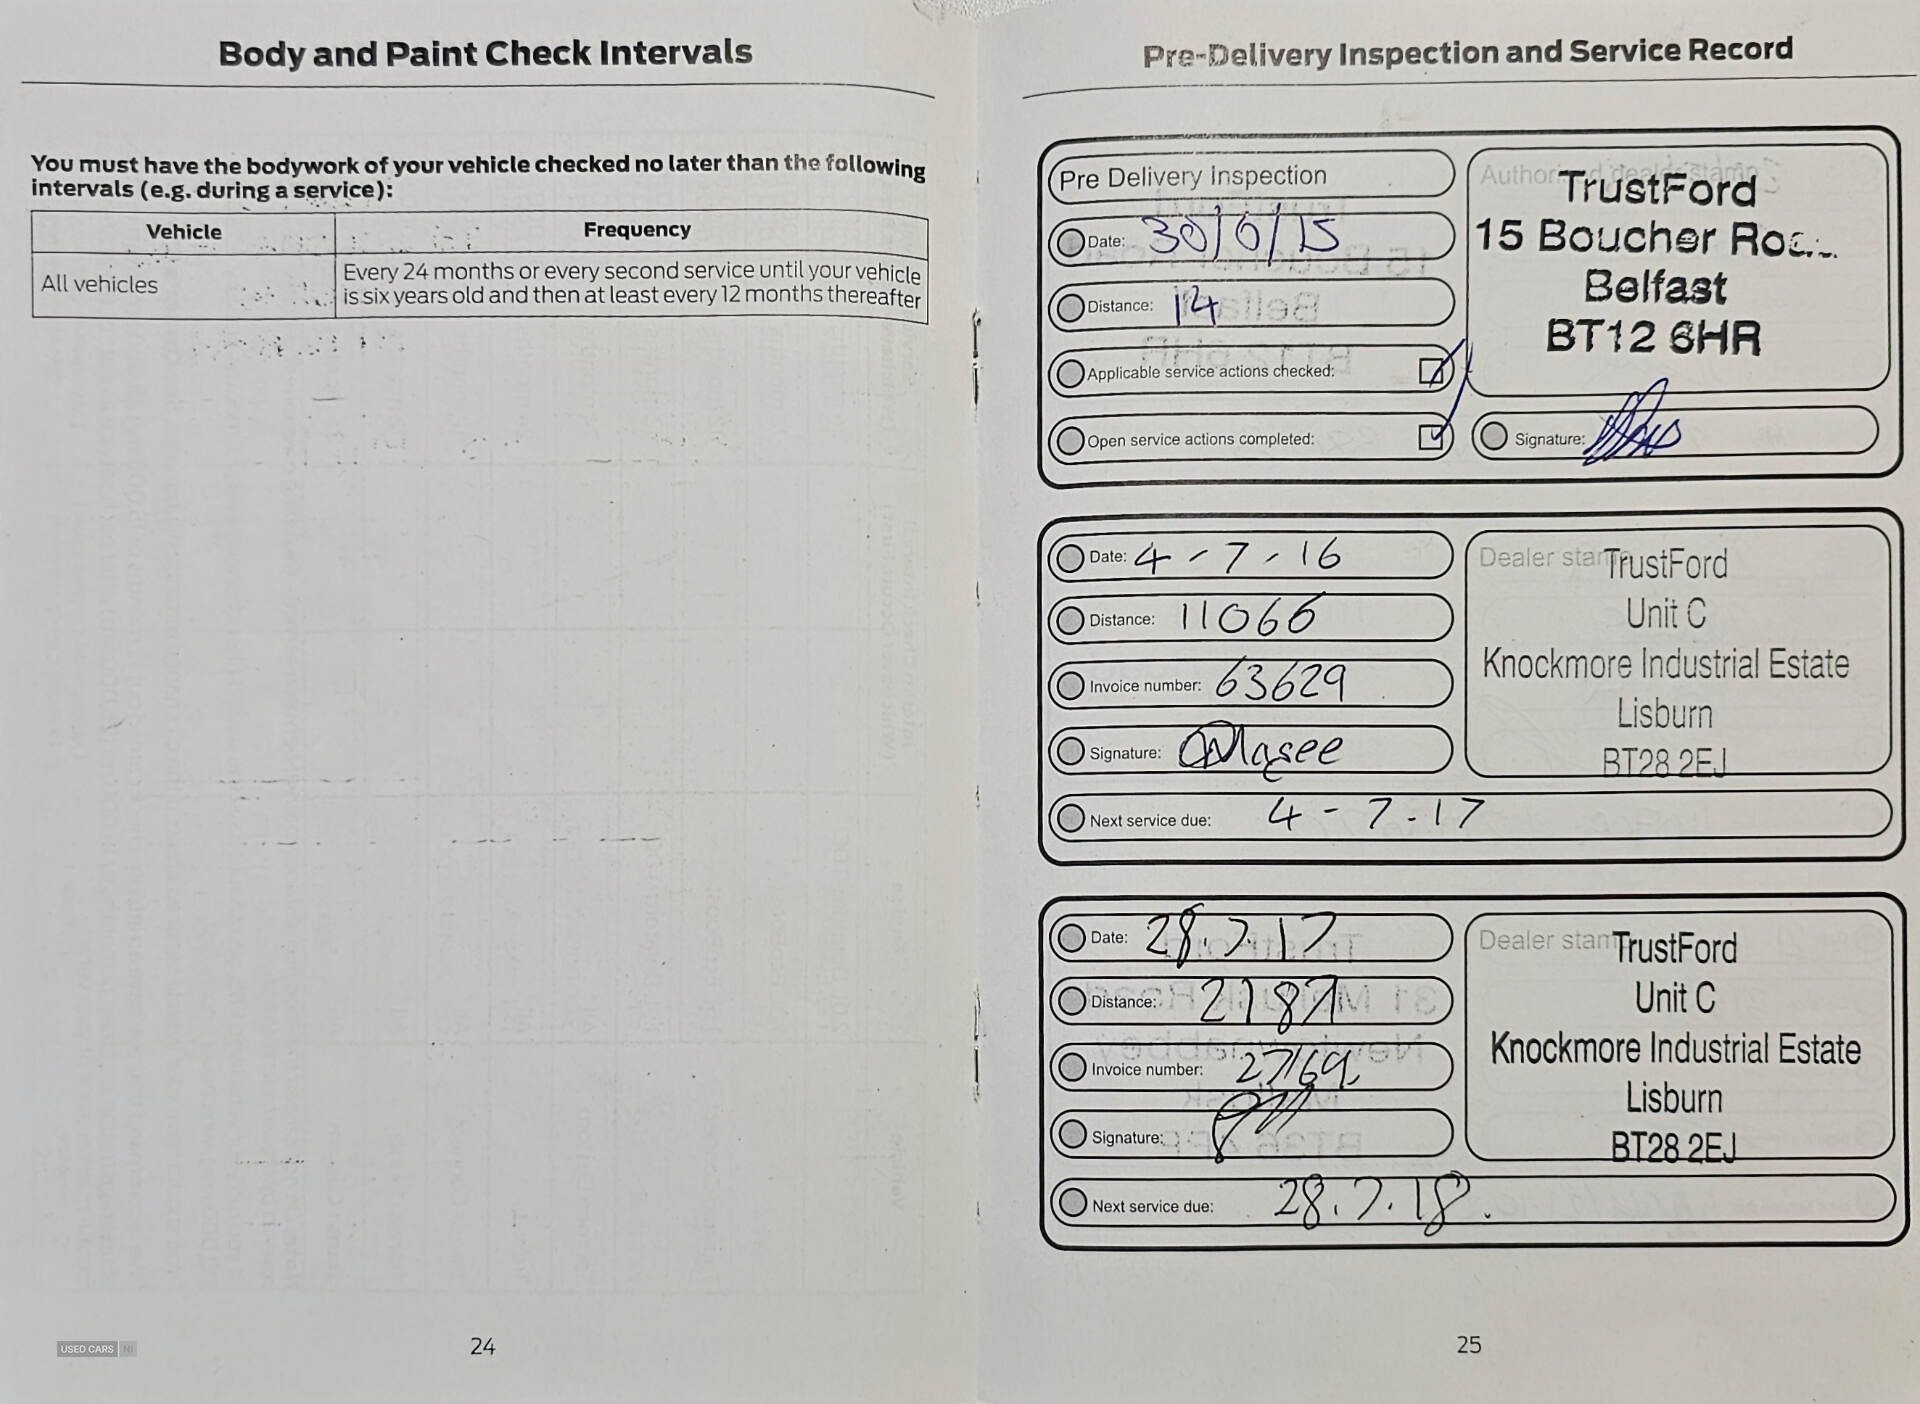 Body and Paint Check Intervals
You must have the bodywork of your vehicle checked no later than the following
intervals (e.g. during a service):
Vehicle Frequency
All vehicles Every 24 months or every second service until your vehicle
is six years old and then at least every 12 months thereafter
24
USED CARS NI
Pre-Delivery Inspection and Service Record
Pre Delivery Inspection
Date: 30/6/15
Distance: 14
Applicable service actions checked:
Open service actions completed:
TrustFord
15 Boucher
Belfast
BT12 6HR
Signature:
Date: 4-7-16
Distance: 11066
Invoice number: 63629
Signature: Magee
Dealer stamp
TrustFord
Unit C
Knockmore Industrial Estate
Lisburn
BT28 2EJ
Next service due: 4-7-17
Date: 28.7.17
Distance: 2187
Invoice number:
Signature:
Dealer stamp
TrustFord
Unit C
Knockmore Industrial Estate
Lisburn
BT28 2EJ
Next service due: 28.7.18.
25